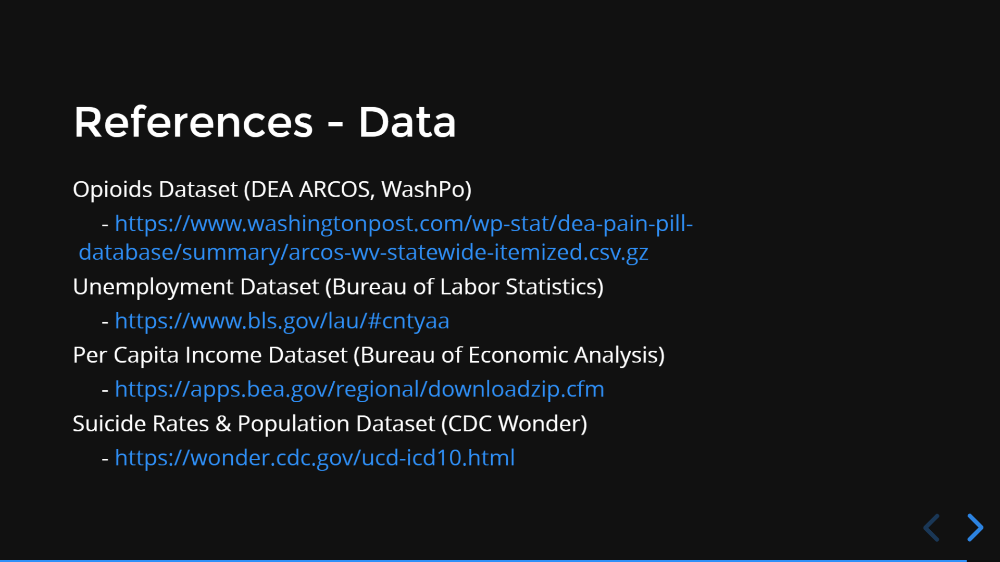 References - Data
Opioids Dataset (DEA ARCOS, WashPo)
- https://www.washingtonpost.com/wp-stat/dea-pain-pill-
database/summary/arcos-wv-statewide-itemized.csv.gz
Unemployment Dataset (Bureau of Labor Statistics)
- https://www.bls.gov/lau/#cntyaa
Per Capita Income Dataset (Bureau of Economic Analysis)
- https://apps.bea.gov/regional/downloadzip.cfm
Suicide Rates & Population Dataset (CDC Wonder)
- https://wonder.cdc.gov/ucd-icd10.html